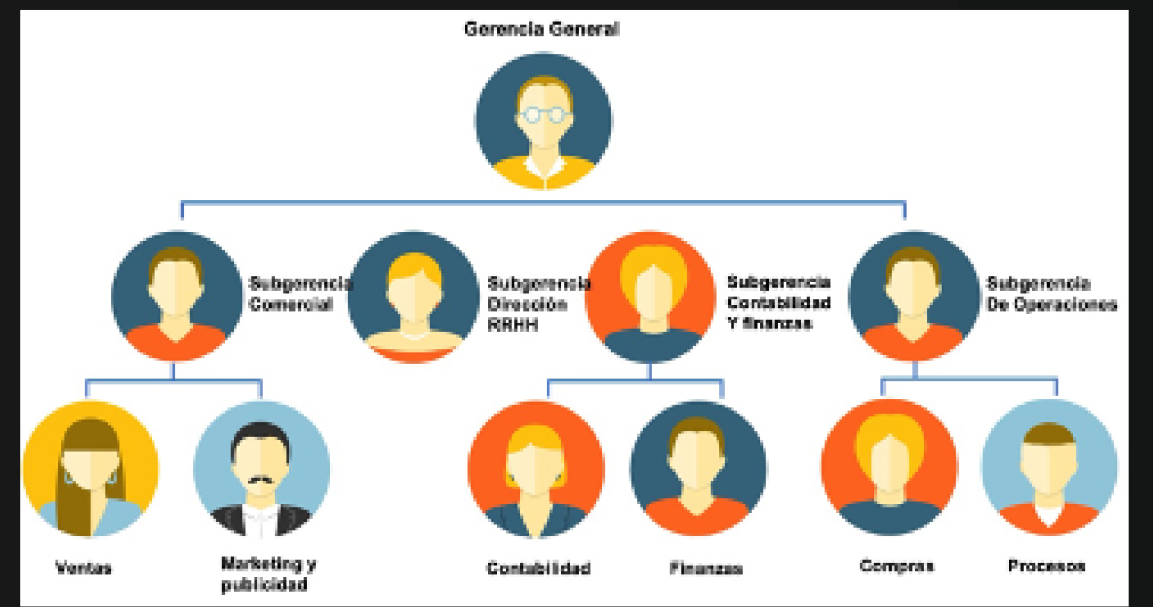 Gerencia General
Subgerencia
Comercial
Subgerencia
Dirección
RRHH
Subgerencia
Contabilidad
Y finanzas
Subgerencia
De Operaciones
Ventas
Marketing y
publicidad
Contabilidad
Finanzas
Compras
Procesos